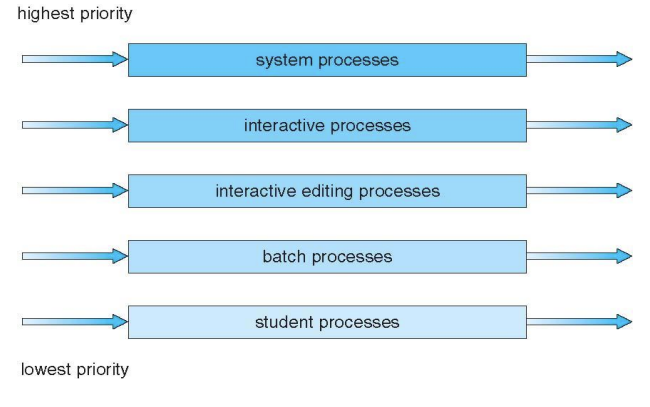 highest priority
system processes
interactive processes
interactive editing processes
batch processes
student processes
lowest priority